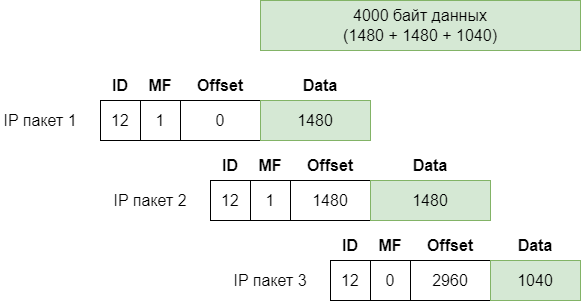 4000 байт данных
(1480 + 1480 + 1040)
ID MF Offset Data
IP пакет 1 12 1 0 1480
ID MF Offset Data
IP пакет 2 12 1 1480 1480
ID MF Offset Data
IP пакет 3 12 0 2960 1040